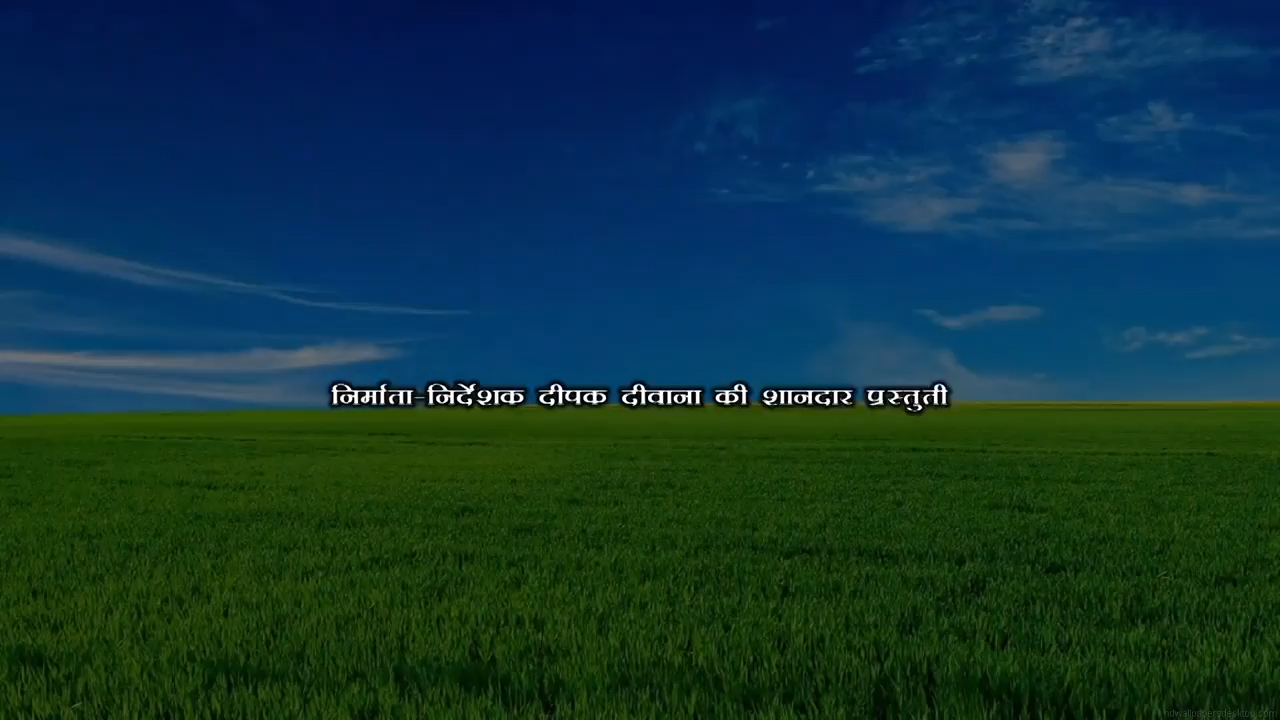 निर्माता-निर्देशक दीपक दीवाना की शानदार प्रस्तुती